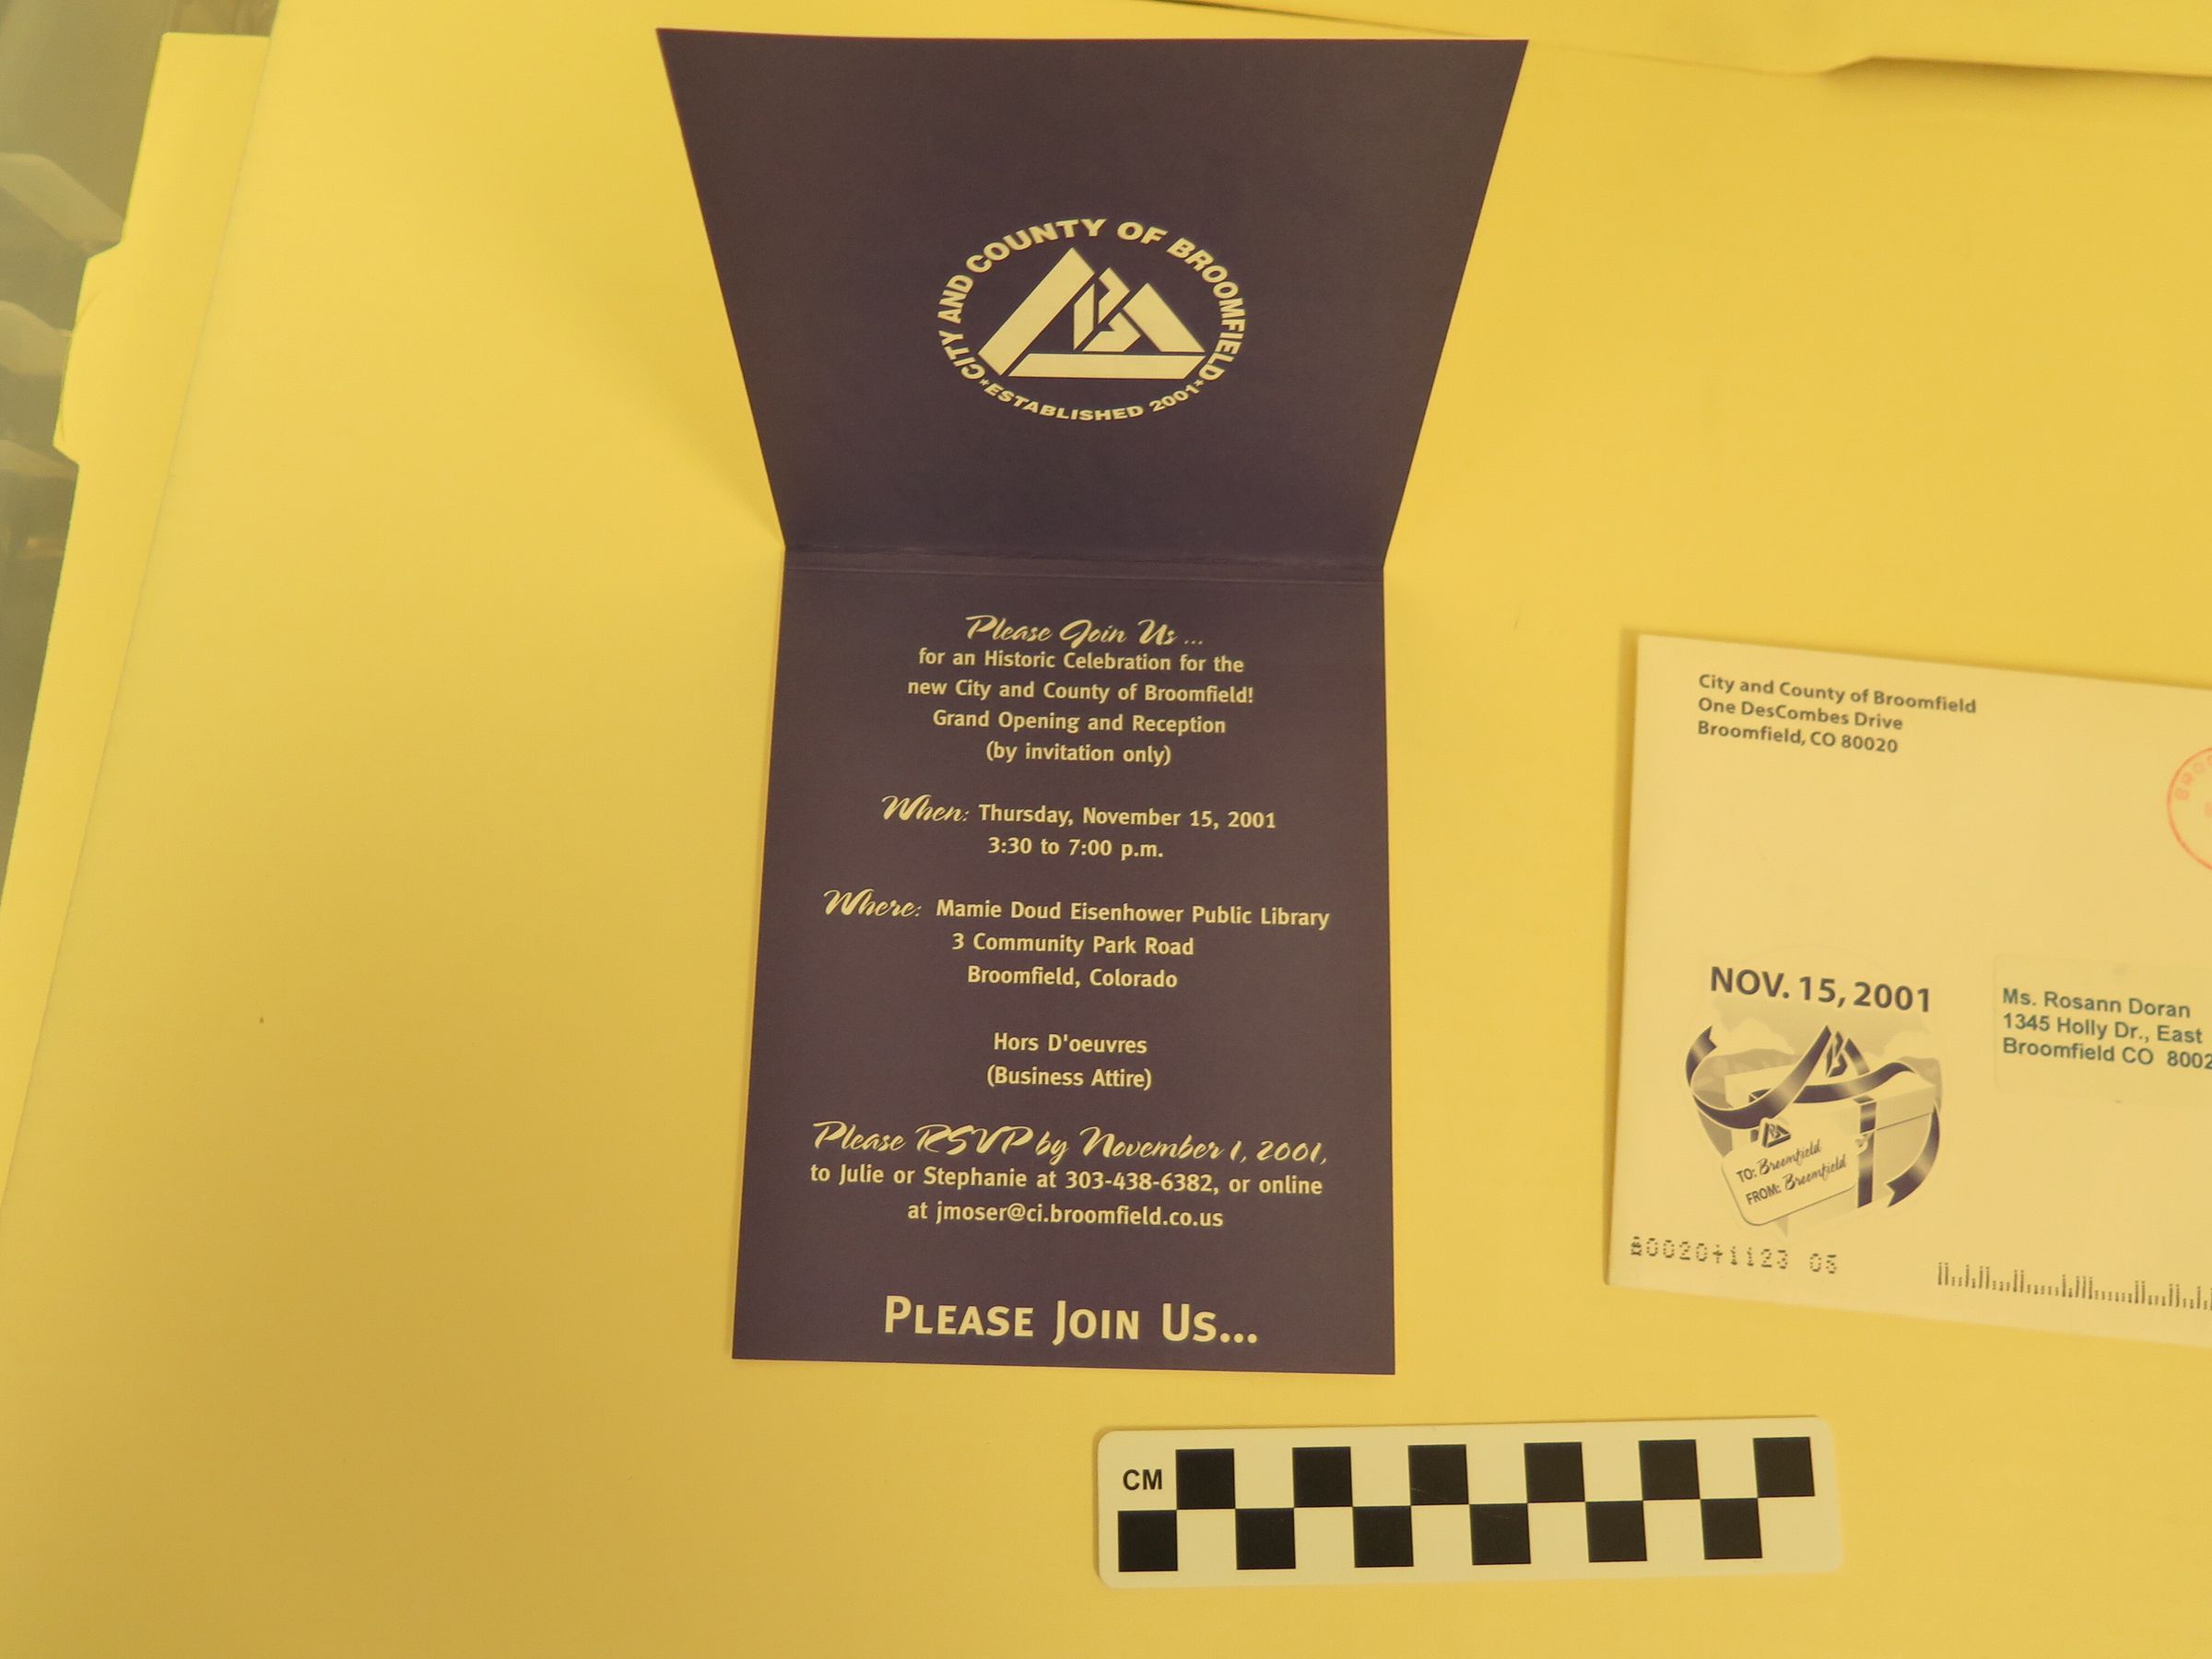 CITY AND COUNTY OF BROOMFIELD
*ESTABLISHED 2001*
Please Join Us ...
for an Historic Celebration for the
new City and County of Broomfield!
Grand Opening and Reception
(by invitation only)
When: Thursday, November 15, 2001
3:30 to 7:00 p.m.
Where: Mamie Doud Eisenhower Public Library
3 Community Park Road
Broomfield, Colorado
Hors D'oeuvres
(Business Attire)
Please RSVP by November 1, 2001,
to Julie or Stephanie at 303-438-6382, or online
at jmoser@ci.broomfield.co.us
PLEASE JOIN US...
City and County of Broomfield
One DesCombes Drive
Broomfield, CO 80020
NOV. 15, 2001
TO: Broomfield
FROM: Broomfield
Ms. Rosann Doran
1345 Holly Dr., East
Broomfield CO
80020+1123 05
CM